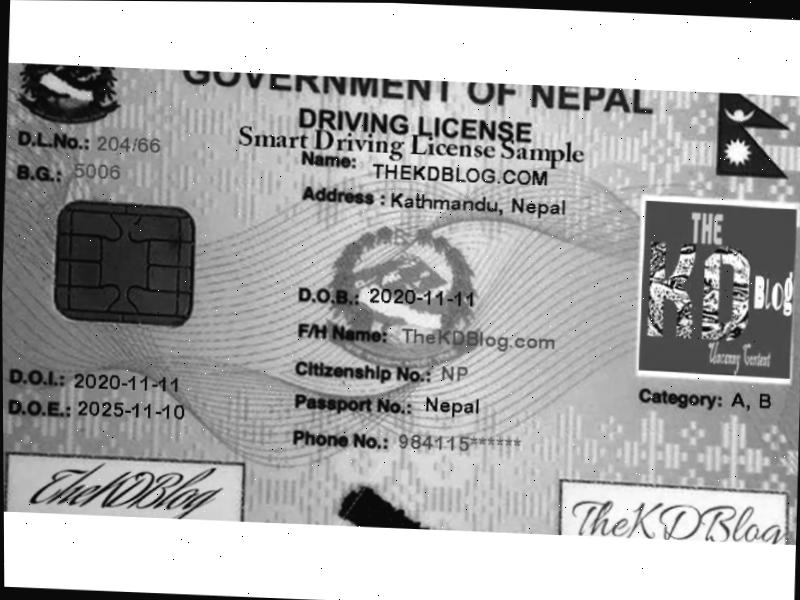 GOVERNMENT OF NEPAL
DRIVING LICENSE
Smart Driving License Sample
D.L.No.: 204/66
B.G.: 5006
Name: THEKDBLOG.COM
Address : Kathmandu, Nepal
THE
KD BLog
Uncanny Content
D.O.B.: 2020-11-11
F/H Name: TheKDBlog.com
Citizenship No.: NP
D.O.I.: 2020-11-11
Passport No.: Nepal
Category: A, B
D.O.E.: 2025-11-10
Phone No.: 984115******
TheKDBlog
TheKDBlog